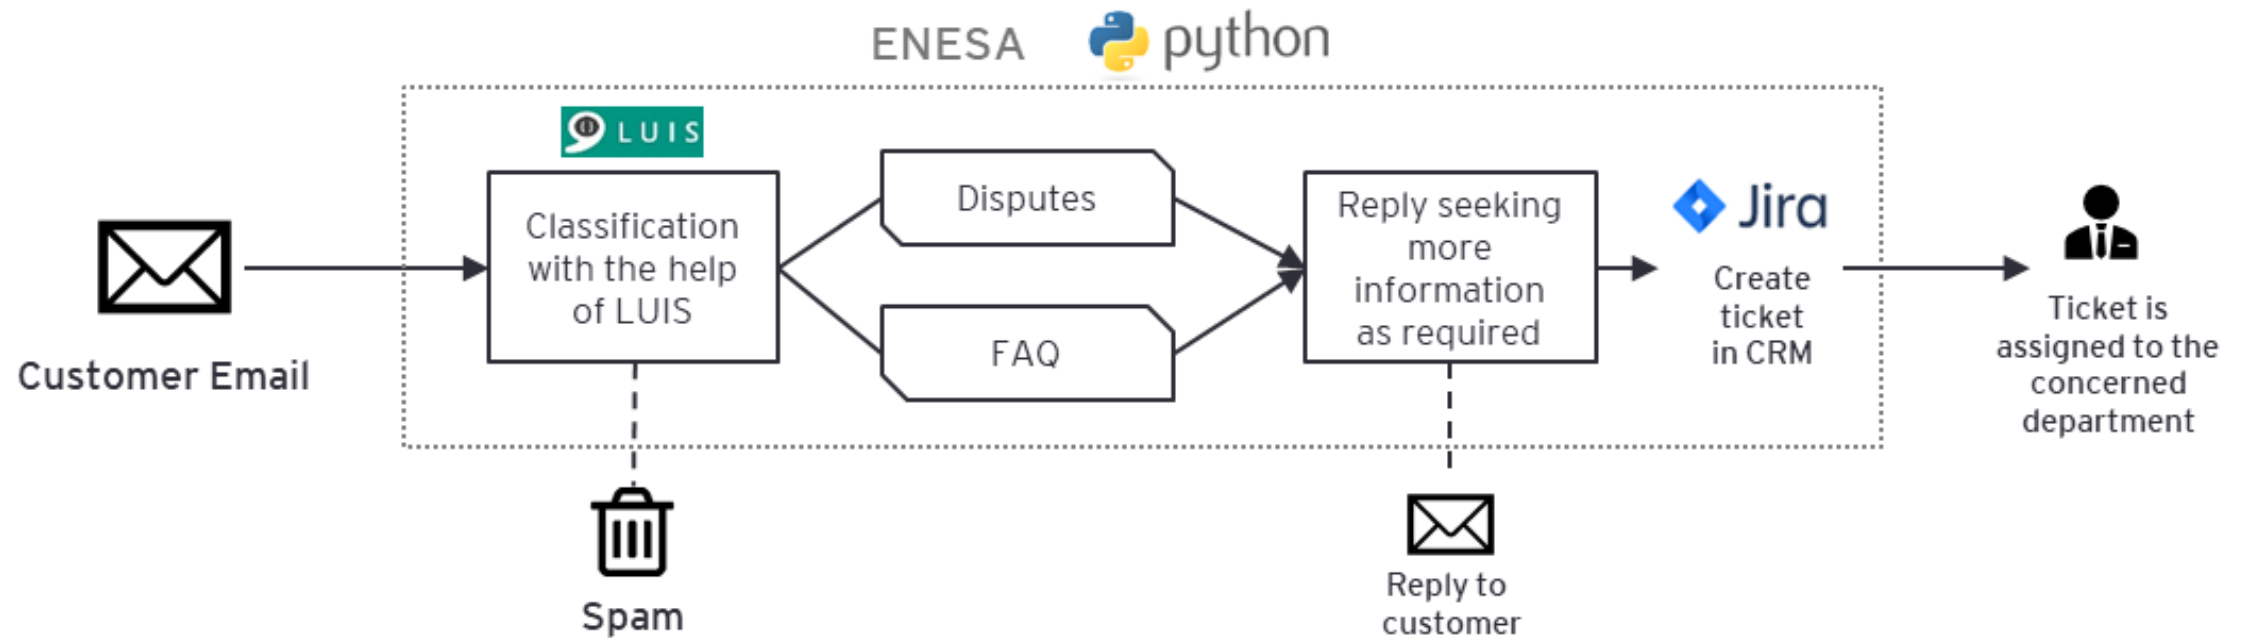 ENESA
python
LUIS
Customer Email
Classification
with the help
of LUIS
Disputes
FAQ
Reply seeking
more
information
as required
Jira
Create
ticket
in CRM
Ticket is
assigned to the
concerned
department
Spam
Reply to
customer